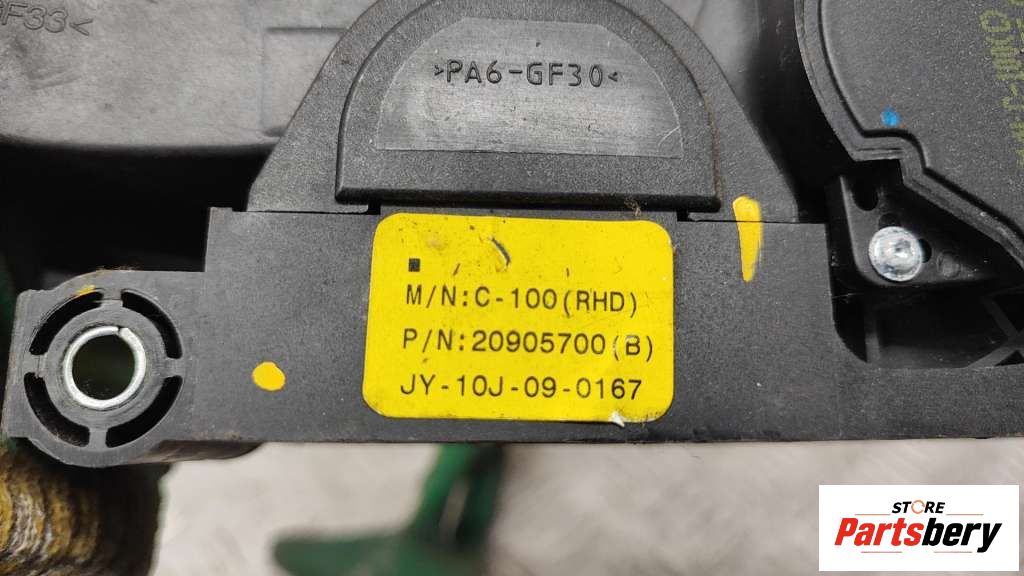 >PA6-GF30<
M/N:C-100(RHD)
P/N:20905700(B)
JY-10J-09-0167
STORE
Partsbery